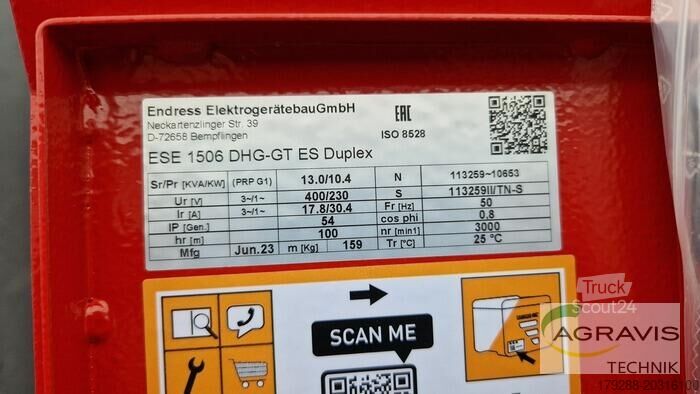 Endress ElektrogerätebauGmbH
Neckartenzlinger Str. 39
D-72658 Bempflingen
EAC
ISO 8528
ESE 1506 DHG-GT ES Duplex
Sr/Pr [KVA/KW] (PRP G1) 13.0/10.4 N 113259~10653
Ur [V] 3~/1~ 400/230 S 113259II/TN-S
Ir [A] 3~/1~ 17.8/30.4 Fr [Hz] 50
IP [Gen.] 54 cos phi 0.8
hr [m] 100 nr [min1] 3000
Mfg Jun.23 m [Kg] 159 Tr [°C] 25 °C
SCAN ME
Truck
Scout24
AGRAVIS
TECHNIK